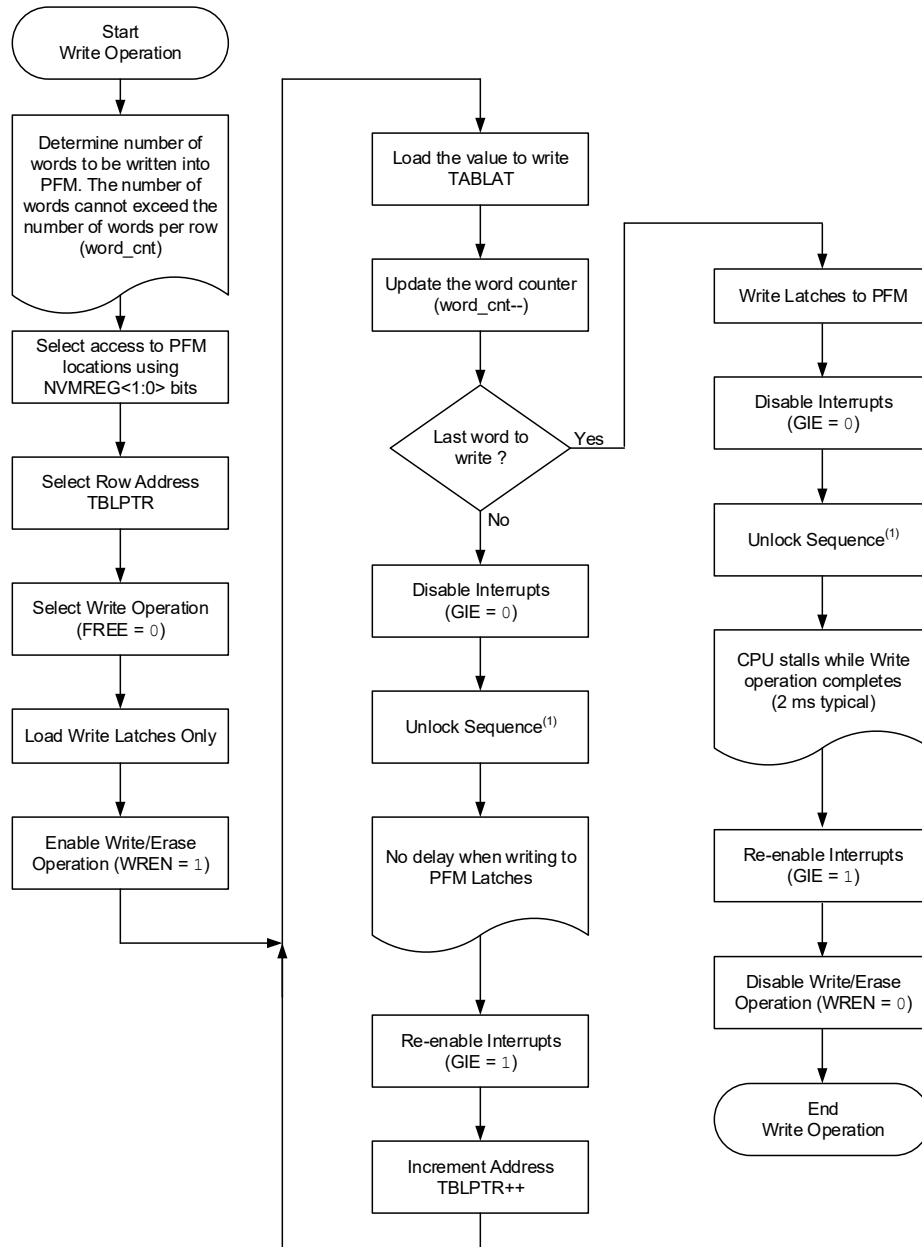 Start
Write Operation
Determine number of
words to be written into
PFM. The number of
words cannot exceed the
number of words per row
(word_cnt)
Select access to PFM
locations using
NVMREG<1:0> bits
Select Row Address
TBLPTR
Select Write Operation
(FREE = 0)
Load Write Latches Only
Enable Write/Erase
Operation (WREN = 1)
Load the value to write
TABLAT
Update the word counter
(word_cnt--)
Last word to
write ?
Yes
No
Disable Interrupts
(GIE = 0)
Unlock Sequence(1)
No delay when writing to
PFM Latches
Re-enable Interrupts
(GIE = 1)
Increment Address
TBLPTR++
Write Latches to PFM
Disable Interrupts
(GIE = 0)
Unlock Sequence(1)
CPU stalls while Write
operation completes
(2 ms typical)
Re-enable Interrupts
(GIE = 1)
Disable Write/Erase
Operation (WREN = 0)
End
Write Operation